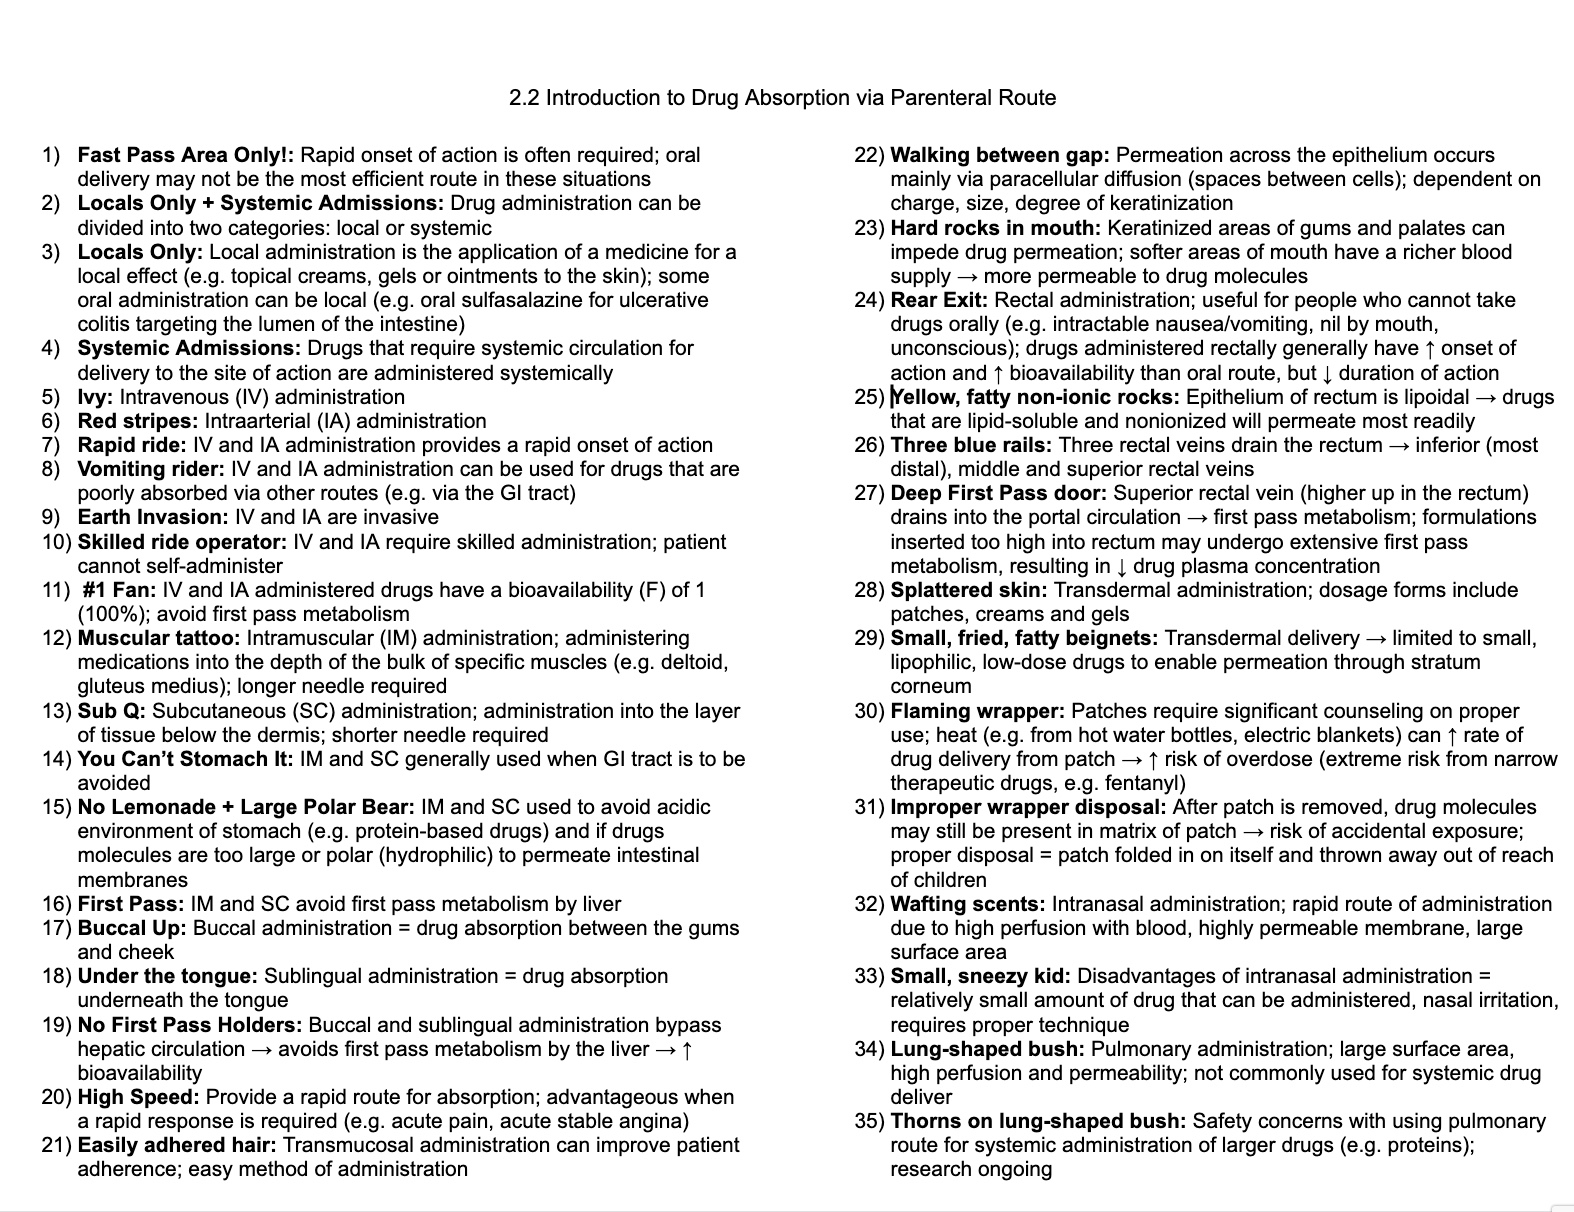 2.2 Introduction to Drug Absorption via Parenteral Route
1) Fast Pass Area Only!: Rapid onset of action is often required; oral
delivery may not be the most efficient route in these situations
2) Locals Only + Systemic Admissions: Drug administration can be
divided into two categories: local or systemic
3) Locals Only: Local administration is the application of a medicine for a
local effect (e.g. topical creams, gels or ointments to the skin); some
oral administration can be local (e.g. oral sulfasalazine for ulcerative
colitis targeting the lumen of the intestine)
4) Systemic Admissions: Drugs that require systemic circulation for
delivery to the site of action are administered systemically
5) Ivy: Intravenous (IV) administration
6) Red stripes: Intraarterial (IA) administration
7) Rapid ride: IV and IA administration provides a rapid onset of action
8) Vomiting rider: IV and IA administration can be used for drugs that are
poorly absorbed via other routes (e.g. via the GI tract)
9) Earth Invasion: IV and IA are invasive
10) Skilled ride operator: IV and IA require skilled administration; patient
cannot self-administer
11) #1 Fan: IV and IA administered drugs have a bioavailability (F) of 1
(100%); avoid first pass metabolism
12) Muscular tattoo: Intramuscular (IM) administration; administering
medications into the depth of the bulk of specific muscles (e.g. deltoid,
gluteus medius); longer needle required
13) Sub Q: Subcutaneous (SC) administration; administration into the layer
of tissue below the dermis; shorter needle required
14) You Can’t Stomach It: IM and SC generally used when GI tract is to be
avoided
15) No Lemonade + Large Polar Bear: IM and SC used to avoid acidic
environment of stomach (e.g. protein-based drugs) and if drugs
molecules are too large or polar (hydrophilic) to permeate intestinal
membranes
16) First Pass: IM and SC avoid first pass metabolism by liver
17) Buccal Up: Buccal administration = drug absorption between the gums
and cheek
18) Under the tongue: Sublingual administration = drug absorption
underneath the tongue
19) No First Pass Holders: Buccal and sublingual administration bypass
hepatic circulation → avoids first pass metabolism by the liver → ↑
bioavailability
20) High Speed: Provide a rapid route for absorption; advantageous when
a rapid response is required (e.g. acute pain, acute stable angina)
21) Easily adhered hair: Transmucosal administration can improve patient
adherence; easy method of administration
22) Walking between gap: Permeation across the epithelium occurs
mainly via paracellular diffusion (spaces between cells); dependent on
charge, size, degree of keratinization
23) Hard rocks in mouth: Keratinized areas of gums and palates can
impede drug permeation; softer areas of mouth have a richer blood
supply → more permeable to drug molecules
24) Rear Exit: Rectal administration; useful for people who cannot take
drugs orally (e.g. intractable nausea/vomiting, nil by mouth,
unconscious); drugs administered rectally generally have ↑ onset of
action and ↑ bioavailability than oral route, but ↓ duration of action
25) Yellow, fatty non-ionic rocks: Epithelium of rectum is lipoidal → drugs
that are lipid-soluble and nonionized will permeate most readily
26) Three blue rails: Three rectal veins drain the rectum → inferior (most
distal), middle and superior rectal veins
27) Deep First Pass door: Superior rectal vein (higher up in the rectum)
drains into the portal circulation → first pass metabolism; formulations
inserted too high into rectum may undergo extensive first pass
metabolism, resulting in ↓ drug plasma concentration
28) Splattered skin: Transdermal administration; dosage forms include
patches, creams and gels
29) Small, fried, fatty beignets: Transdermal delivery → limited to small,
lipophilic, low-dose drugs to enable permeation through stratum
corneum
30) Flaming wrapper: Patches require significant counseling on proper
use; heat (e.g. from hot water bottles, electric blankets) can ↑ rate of
drug delivery from patch → ↑ risk of overdose (extreme risk from narrow
therapeutic drugs, e.g. fentanyl)
31) Improper wrapper disposal: After patch is removed, drug molecules
may still be present in matrix of patch → risk of accidental exposure;
proper disposal = patch folded in on itself and thrown away out of reach
of children
32) Wafting scents: Intranasal administration; rapid route of administration
due to high perfusion with blood, highly permeable membrane, large
surface area
33) Small, sneezy kid: Disadvantages of intranasal administration =
relatively small amount of drug that can be administered, nasal irritation,
requires proper technique
34) Lung-shaped bush: Pulmonary administration; large surface area,
high perfusion and permeability; not commonly used for systemic drug
deliver
35) Thorns on lung-shaped bush: Safety concerns with using pulmonary
route for systemic administration of larger drugs (e.g. proteins);
research ongoing